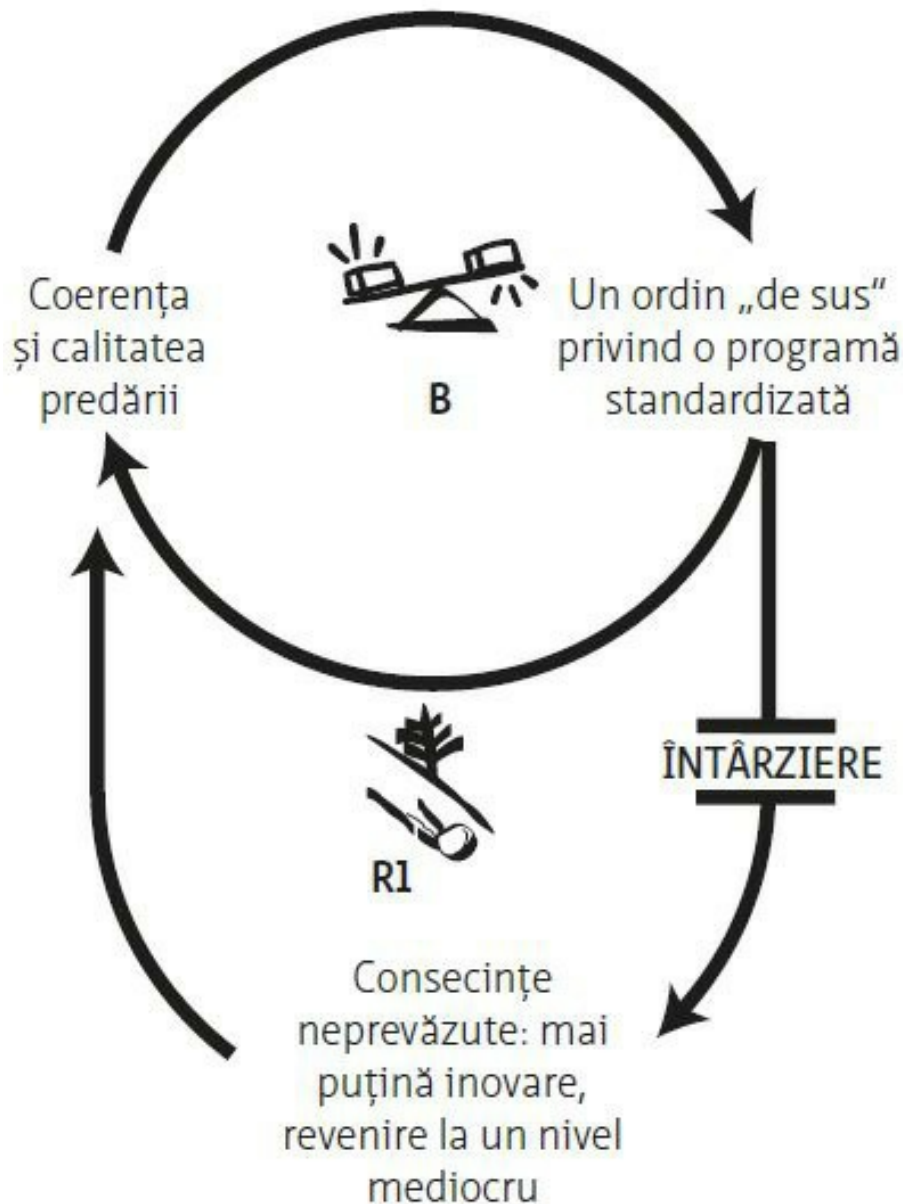 Coerența
și calitatea
predării
B
Un ordin „de sus“
privind o programă
standardizată
ÎNTÂRZIERE
R1
Consecințe
neprevăzute: mai
puțină inovare,
revenire la un nivel
mediocru